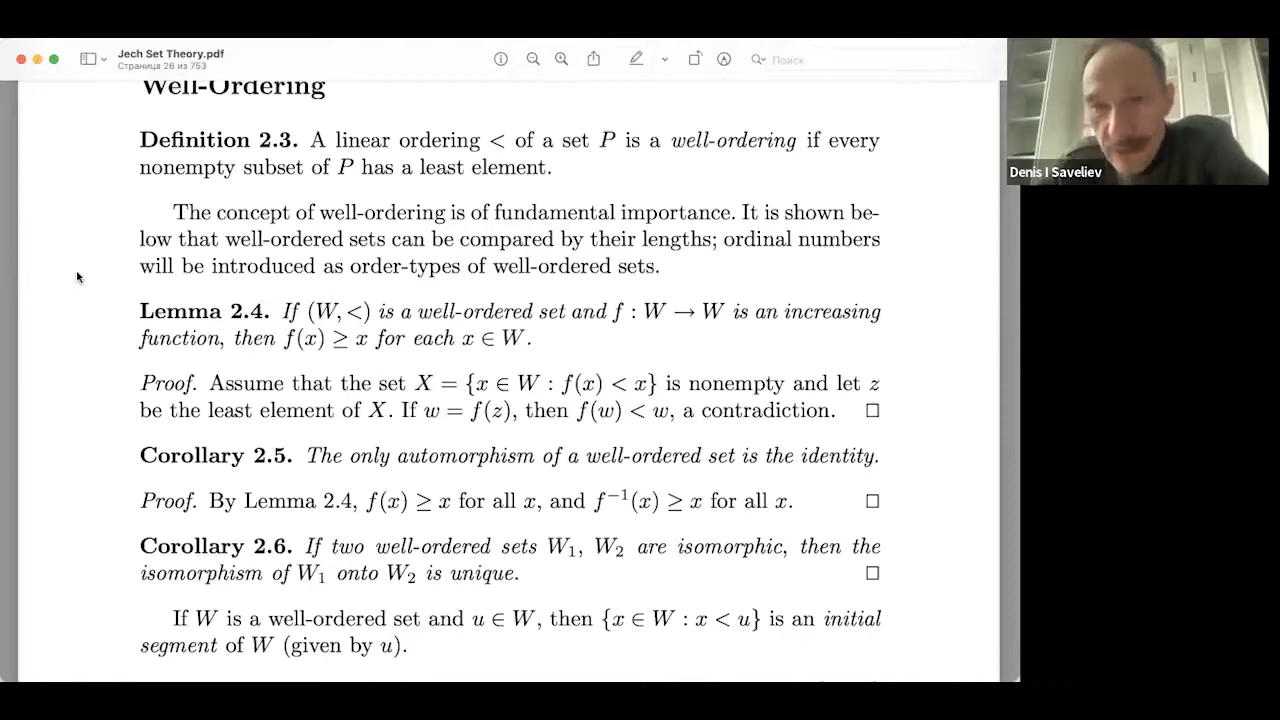 Jech Set Theory.pdf
Страница 26 из 753
Поиск
Well-Ordering
Definition 2.3. A linear ordering < of a set P is a well-ordering if every
nonempty subset of P has a least element.
The concept of well-ordering is of fundamental importance. It is shown be-
low that well-ordered sets can be compared by their lengths; ordinal numbers
will be introduced as order-types of well-ordered sets.
Lemma 2.4. If (W, <) is a well-ordered set and f : W → W is an increasing
function, then f(x) ≥ x for each x ∈ W.
Proof. Assume that the set X = {x ∈ W : f(x) < x} is nonempty and let z
be the least element of X. If w = f(z), then f(w) < w, a contradiction. □
Corollary 2.5. The only automorphism of a well-ordered set is the identity.
Proof. By Lemma 2.4, f(x) ≥ x for all x, and f⁻¹(x) ≥ x for all x. □
Corollary 2.6. If two well-ordered sets W₁, W₂ are isomorphic, then the
isomorphism of W₁ onto W₂ is unique. □
If W is a well-ordered set and u ∈ W, then {x ∈ W : x < u} is an initial
segment of W (given by u).
Denis I Saveliev